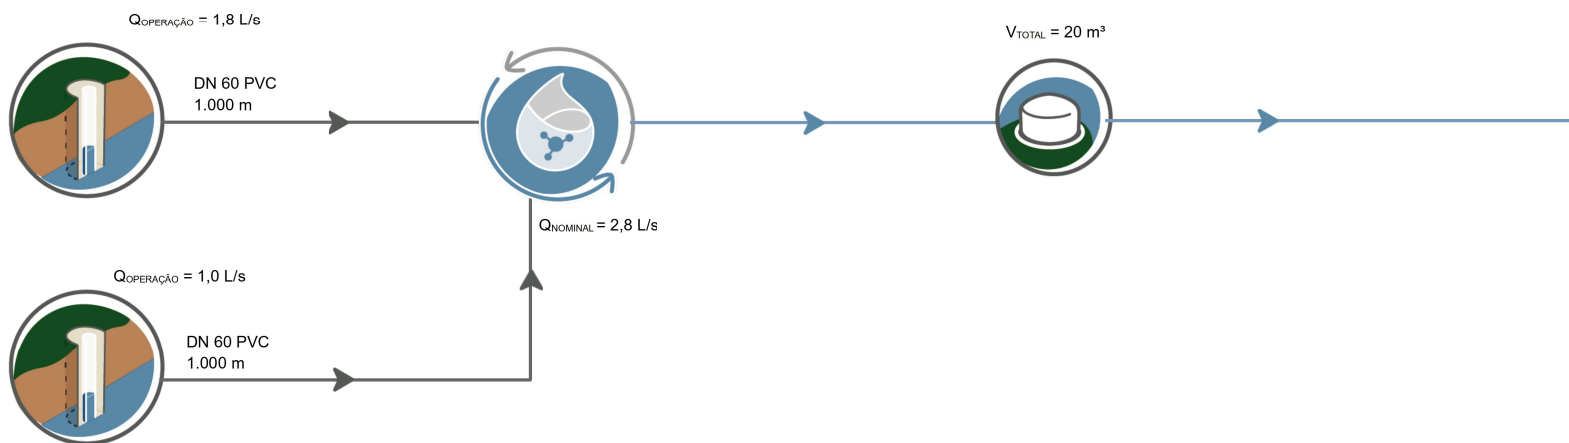 QOPERAÇÃO = 1,8 L/s
VTOTAL = 20 m³
DN 60 PVC
1.000 m
QNOMINAL = 2,8 L/s
QOPERAÇÃO = 1,0 L/s
DN 60 PVC
1.000 m